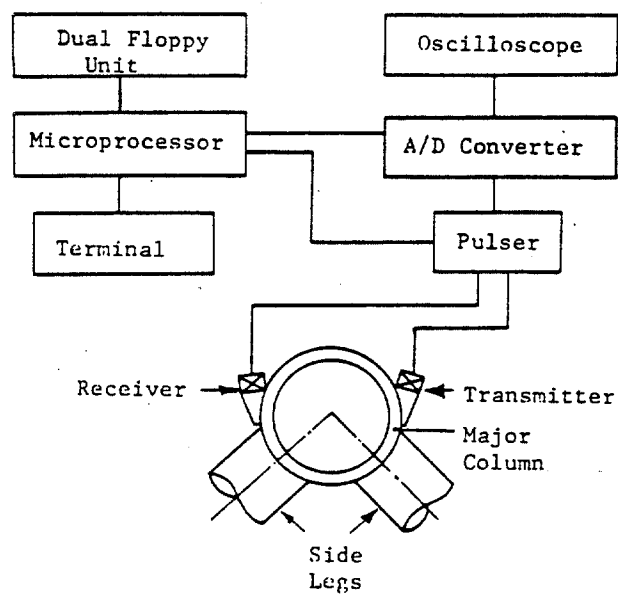 Dual Floppy
Unit
Oscilloscope
Microprocessor
A/D Converter
Terminal
Pulser
Receiver
Transmitter
Major
Column
Side
Legs